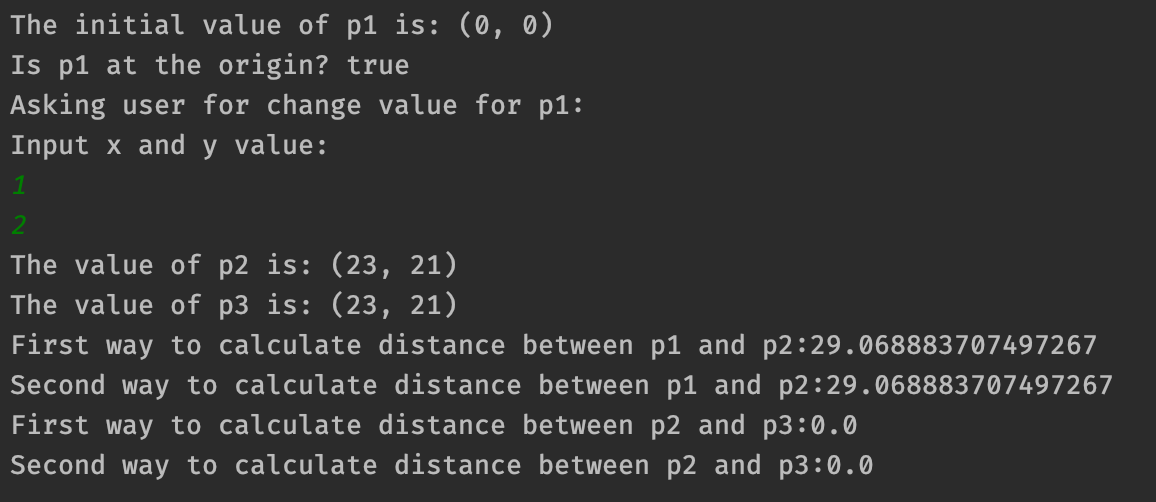 The initial value of p1 is: (0, 0)
Is p1 at the origin? true
Asking user for change value for p1:
Input x and y value:
1
2
The value of p2 is: (23, 21)
The value of p3 is: (23, 21)
First way to calculate distance between p1 and p2:29.068883707497267
Second way to calculate distance between p1 and p2:29.068883707497267
First way to calculate distance between p2 and p3:0.0
Second way to calculate distance between p2 and p3:0.0